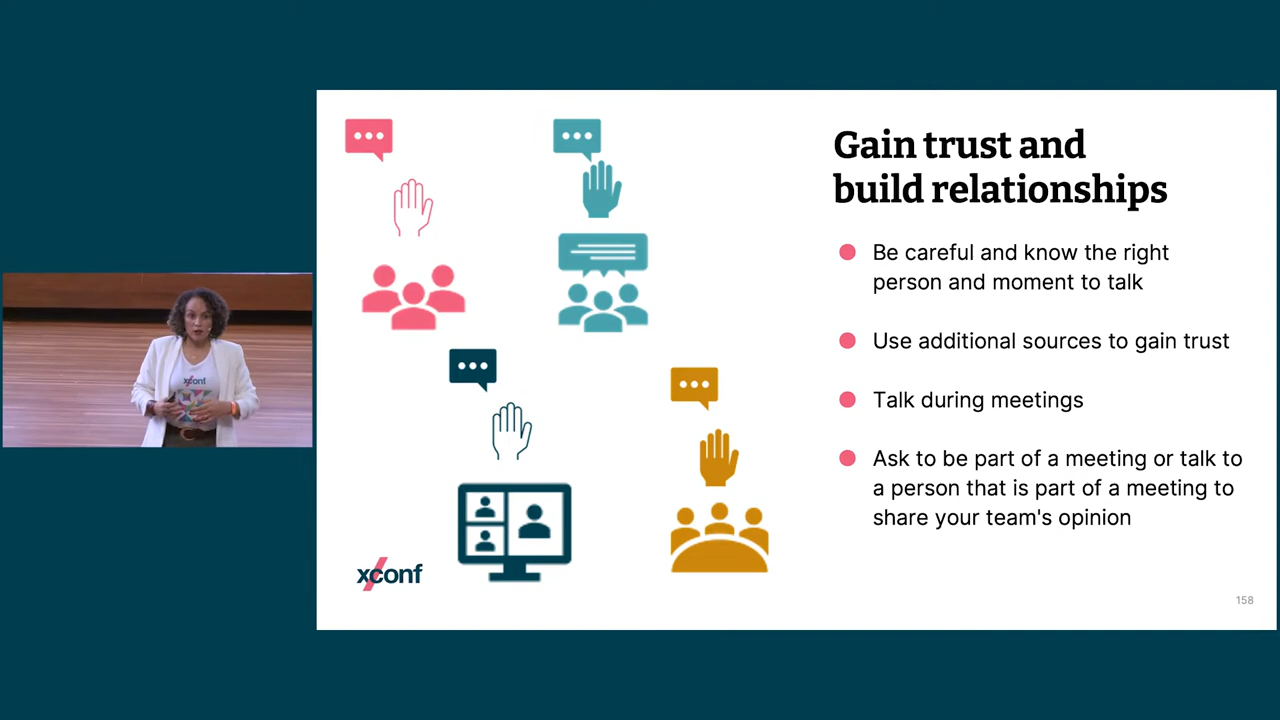 Gain trust and
build relationships
Be careful and know the right
person and moment to talk
Use additional sources to gain trust
Talk during meetings
Ask to be part of a meeting or talk to
a person that is part of a meeting to
share your team's opinion
xconf
xconf
158